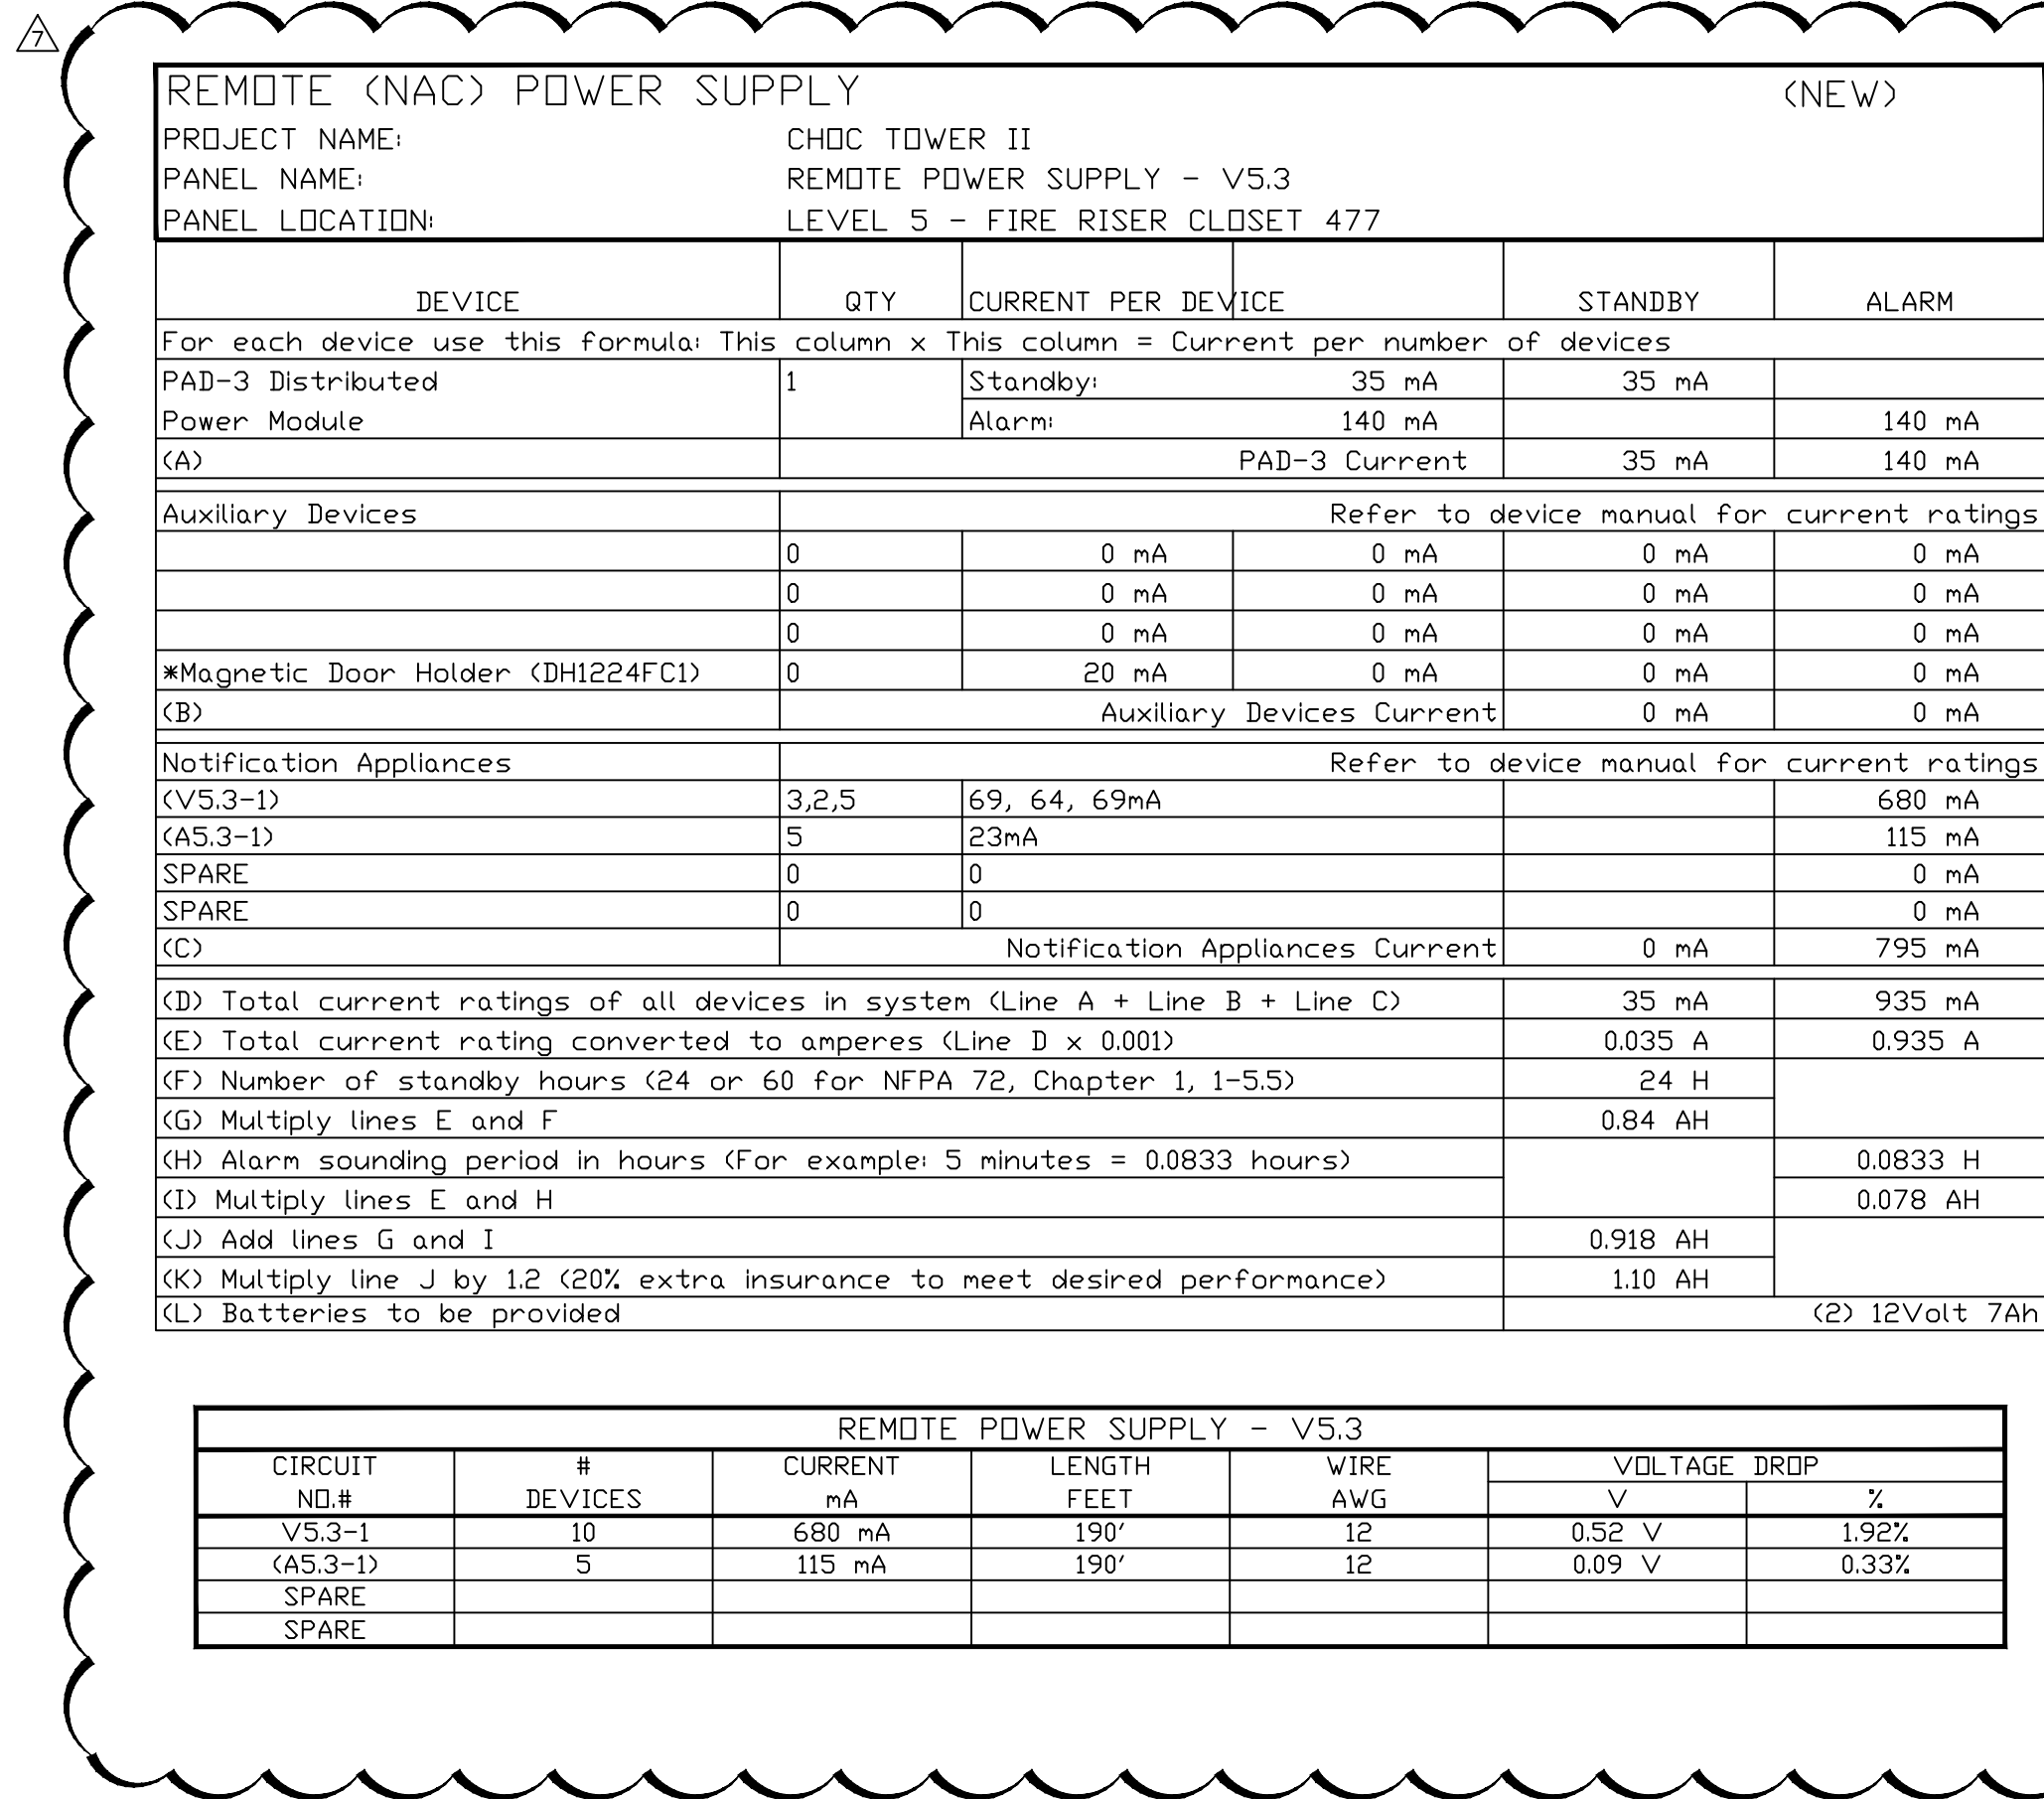 7
REMOTE (NAC) POWER SUPPLY (NEW)
PROJECT NAME: CHOC TOWER II
PANEL NAME: REMOTE POWER SUPPLY - V5.3
PANEL LOCATION: LEVEL 5 - FIRE RISER CLOSET 477
DEVICE QTY CURRENT PER DEVICE STANDBY ALARM
For each device use this formula: This column x This column = Current per number of devices
PAD-3 Distributed 1 Standby: 35 mA 35 mA
Power Module Alarm: 140 mA 140 mA
(A) PAD-3 Current 35 mA 140 mA
Auxiliary Devices Refer to device manual for current ratings
0 0 mA 0 mA 0 mA 0 mA
0 0 mA 0 mA 0 mA 0 mA
0 0 mA 0 mA 0 mA 0 mA
*Magnetic Door Holder (DH1224FC1) 0 20 mA 0 mA 0 mA 0 mA
(B) Auxiliary Devices Current 0 mA 0 mA
Notification Appliances Refer to device manual for current ratings
(V5.3-1) 3,2,5 69, 64, 69mA 680 mA
(A5.3-1) 5 23mA 115 mA
SPARE 0 0 0 mA
SPARE 0 0 0 mA
(C) Notification Appliances Current 0 mA 795 mA
(D) Total current ratings of all devices in system (Line A + Line B + Line C) 35 mA 935 mA
(E) Total current rating converted to amperes (Line D x 0.001) 0.035 A 0.935 A
(F) Number of standby hours (24 or 60 for NFPA 72, Chapter 1, 1-5.5) 24 H
(G) Multiply lines E and F 0.84 AH
(H) Alarm sounding period in hours (For example: 5 minutes = 0.0833 hours) 0.0833 H
(I) Multiply lines E and H 0.078 AH
(J) Add lines G and I 0.918 AH
(K) Multiply line J by 1.2 (20% extra insurance to meet desired performance) 1.10 AH
(L) Batteries to be provided (2) 12Volt 7Ah
REMOTE POWER SUPPLY - V5.3
CIRCUIT # CURRENT LENGTH WIRE VOLTAGE DROP
NO.# DEVICES mA FEET AWG V %
V5.3-1 10 680 mA 190' 12 0.52 V 1.92%
(A5.3-1) 5 115 mA 190' 12 0.09 V 0.33%
SPARE
SPARE